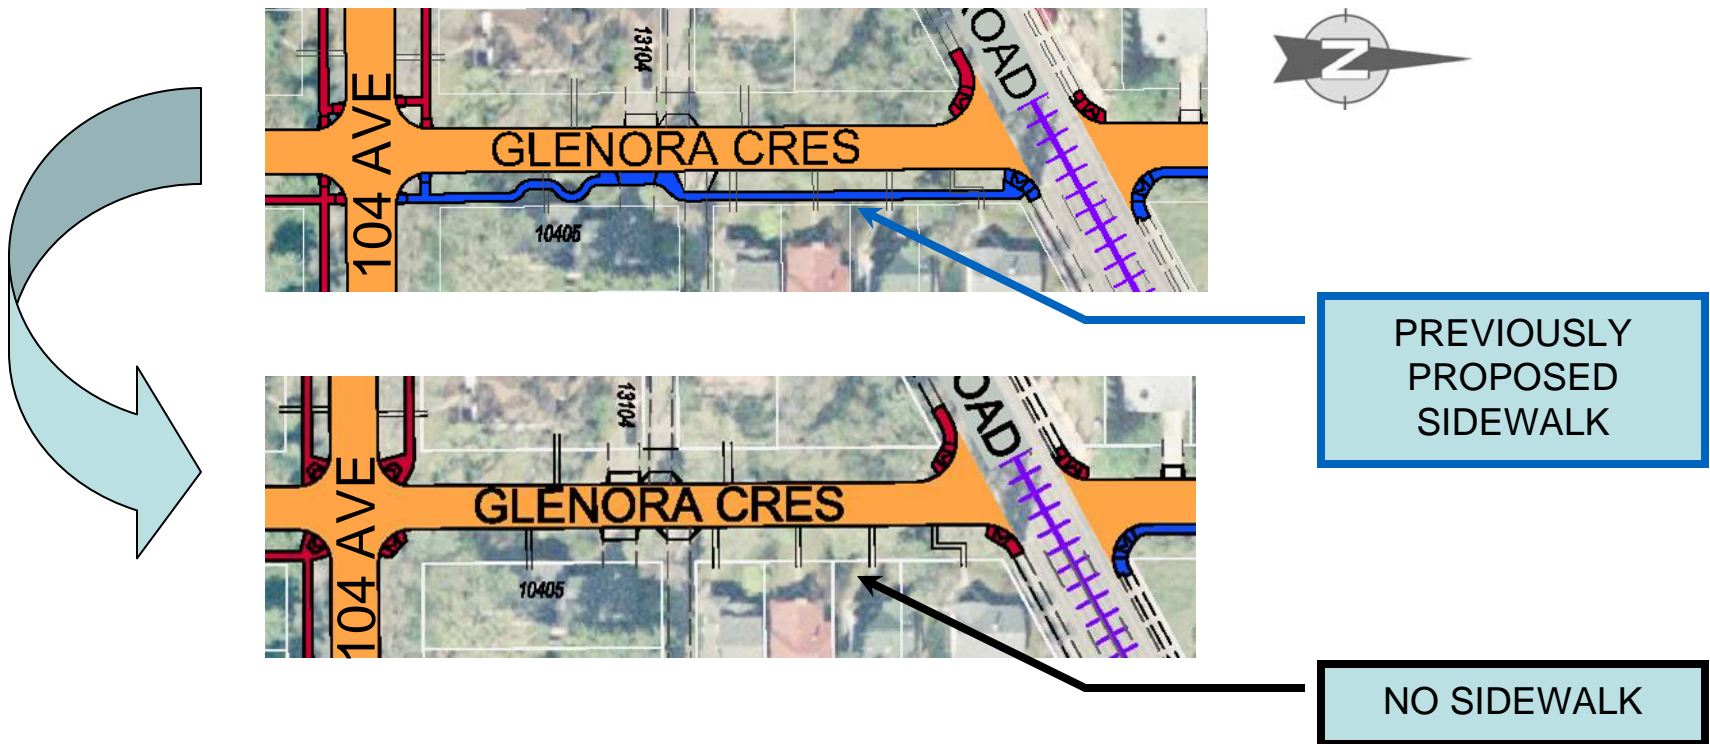 13104
OAD
N
104 AVE
GLENORA CRES
10405
PREVIOUSLY
PROPOSED
SIDEWALK
13104
OAD
104 AVE
GLENORA CRES
10405
NO SIDEWALK